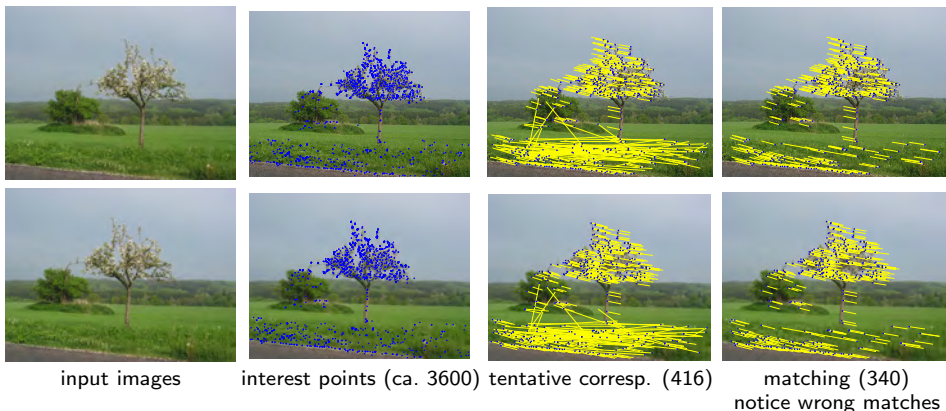 input images
interest points (ca. 3600)
tentative corresp. (416)
matching (340)
notice wrong matches